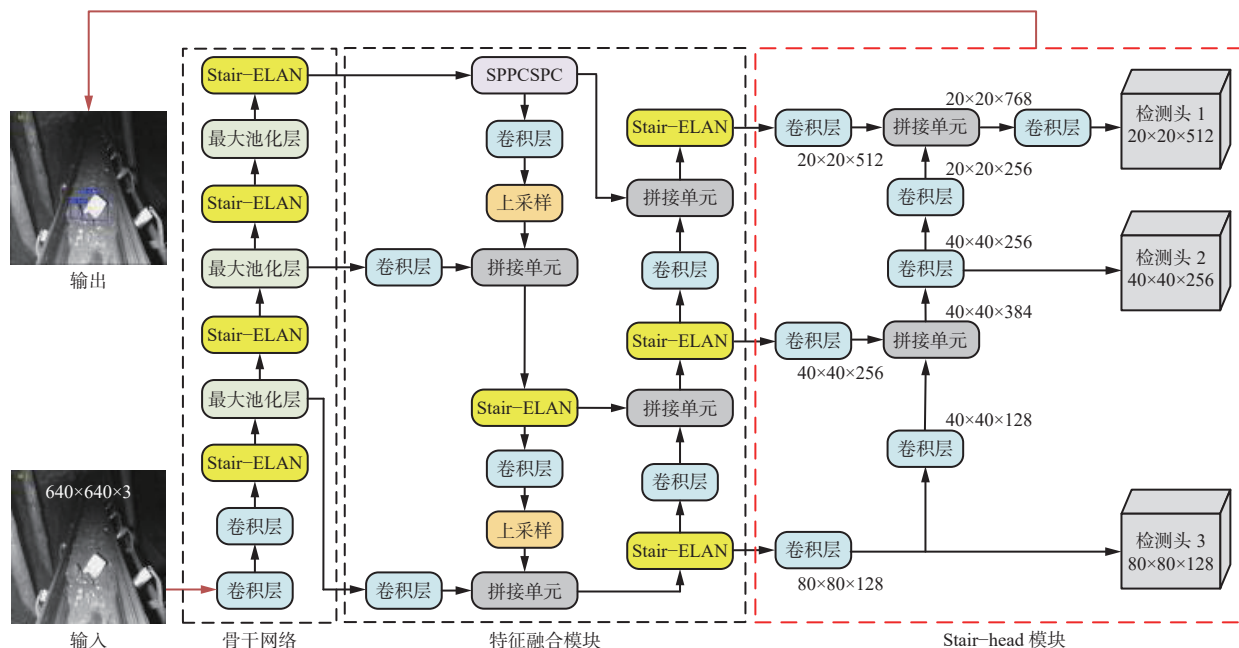 输出
640×640×3
输入
Stair−ELAN
最大池化层
Stair−ELAN
最大池化层
Stair−ELAN
最大池化层
Stair−ELAN
卷积层
卷积层
骨干网络
SPPCSPC
卷积层
上采样
卷积层
拼接单元
Stair−ELAN
卷积层
上采样
卷积层
拼接单元
Stair−ELAN
拼接单元
卷积层
Stair−ELAN
拼接单元
卷积层
Stair−ELAN
特征融合模块
卷积层
20×20×512
20×20×768
拼接单元
卷积层
检测头 1
20×20×512
20×20×256
卷积层
40×40×256
卷积层
检测头 2
40×40×256
40×40×384
卷积层
拼接单元
40×40×256
40×40×128
卷积层
卷积层
80×80×128
检测头 3
80×80×128
Stair−head 模块